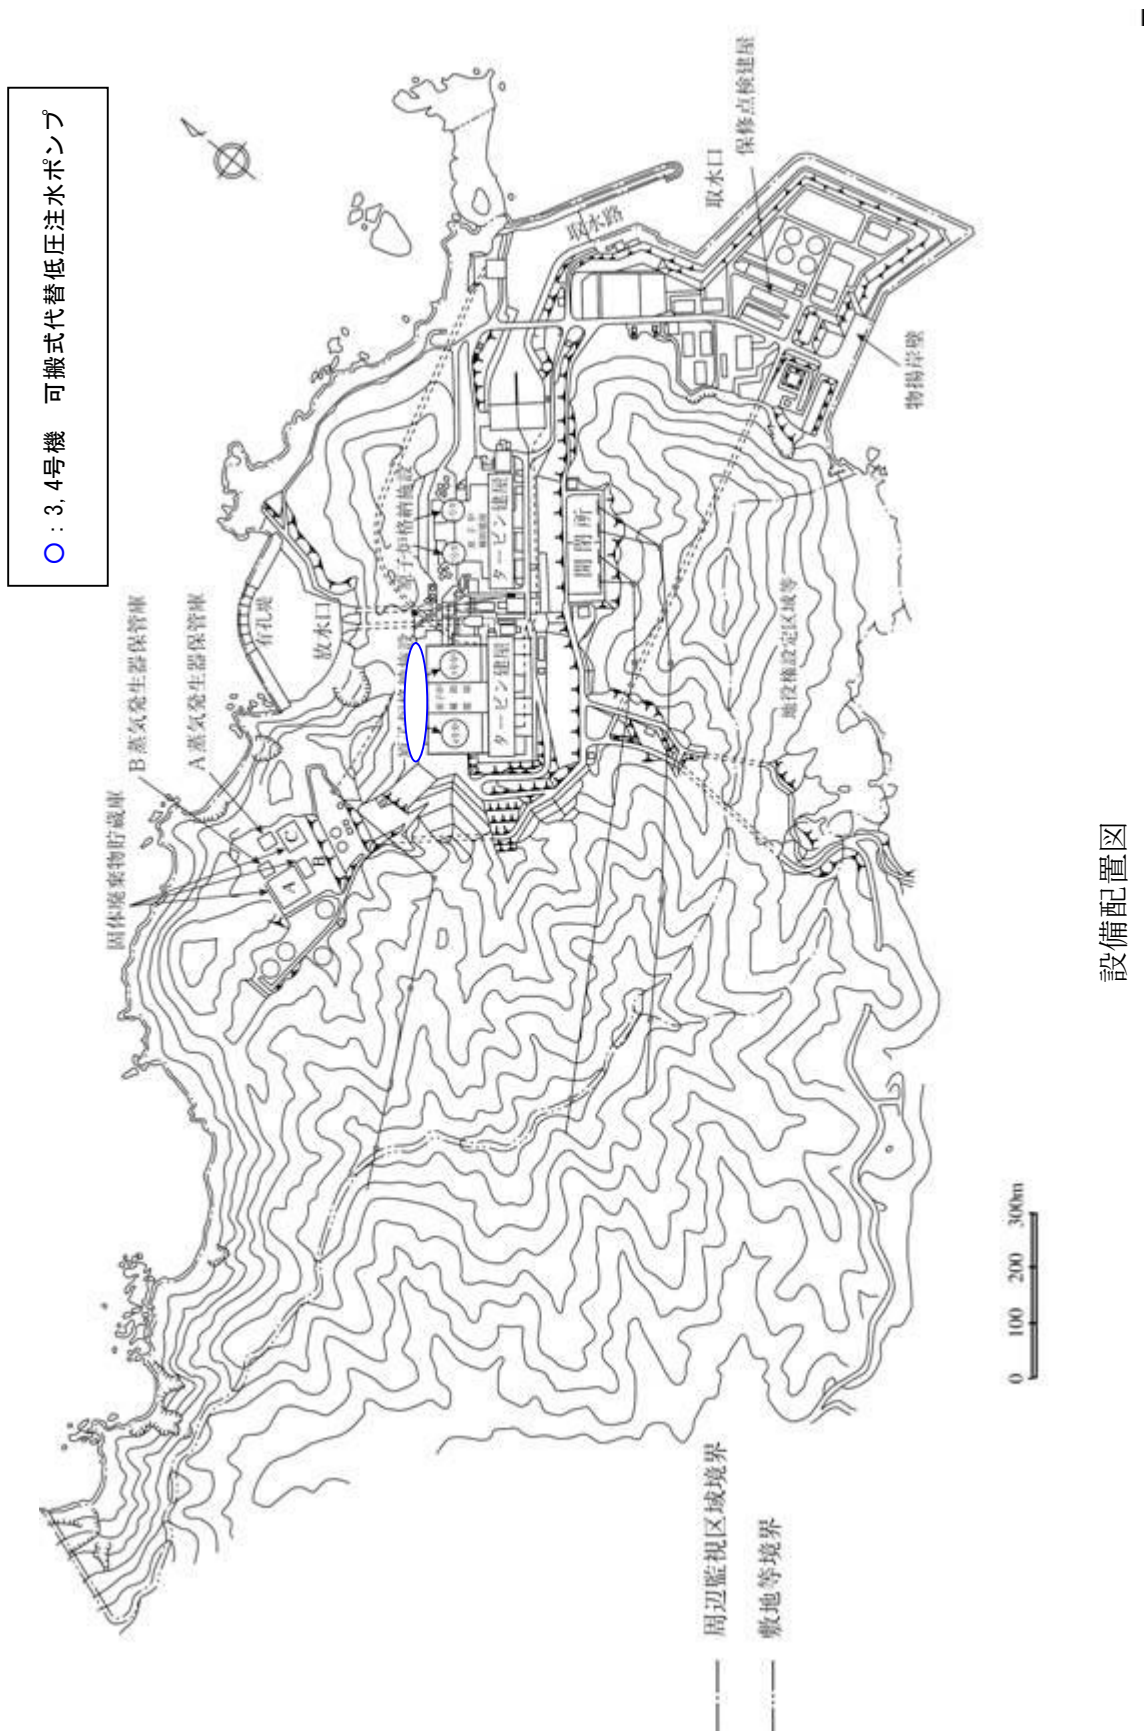 ○：3,4号機　可搬式代替低圧注水ポンプ
固体廃棄物貯蔵庫
B蒸気発生器保管庫
A蒸気発生器保管庫
有孔堤
放水口
取水路
取水口
保修点検建屋
物揚岸壁
原子炉格納施設
タービン建屋
タービン建屋
開閉所
地役権設定区域等
A
B
C
周辺監視区域境界
敷地等境界
0 100 200 300m
設備配置図